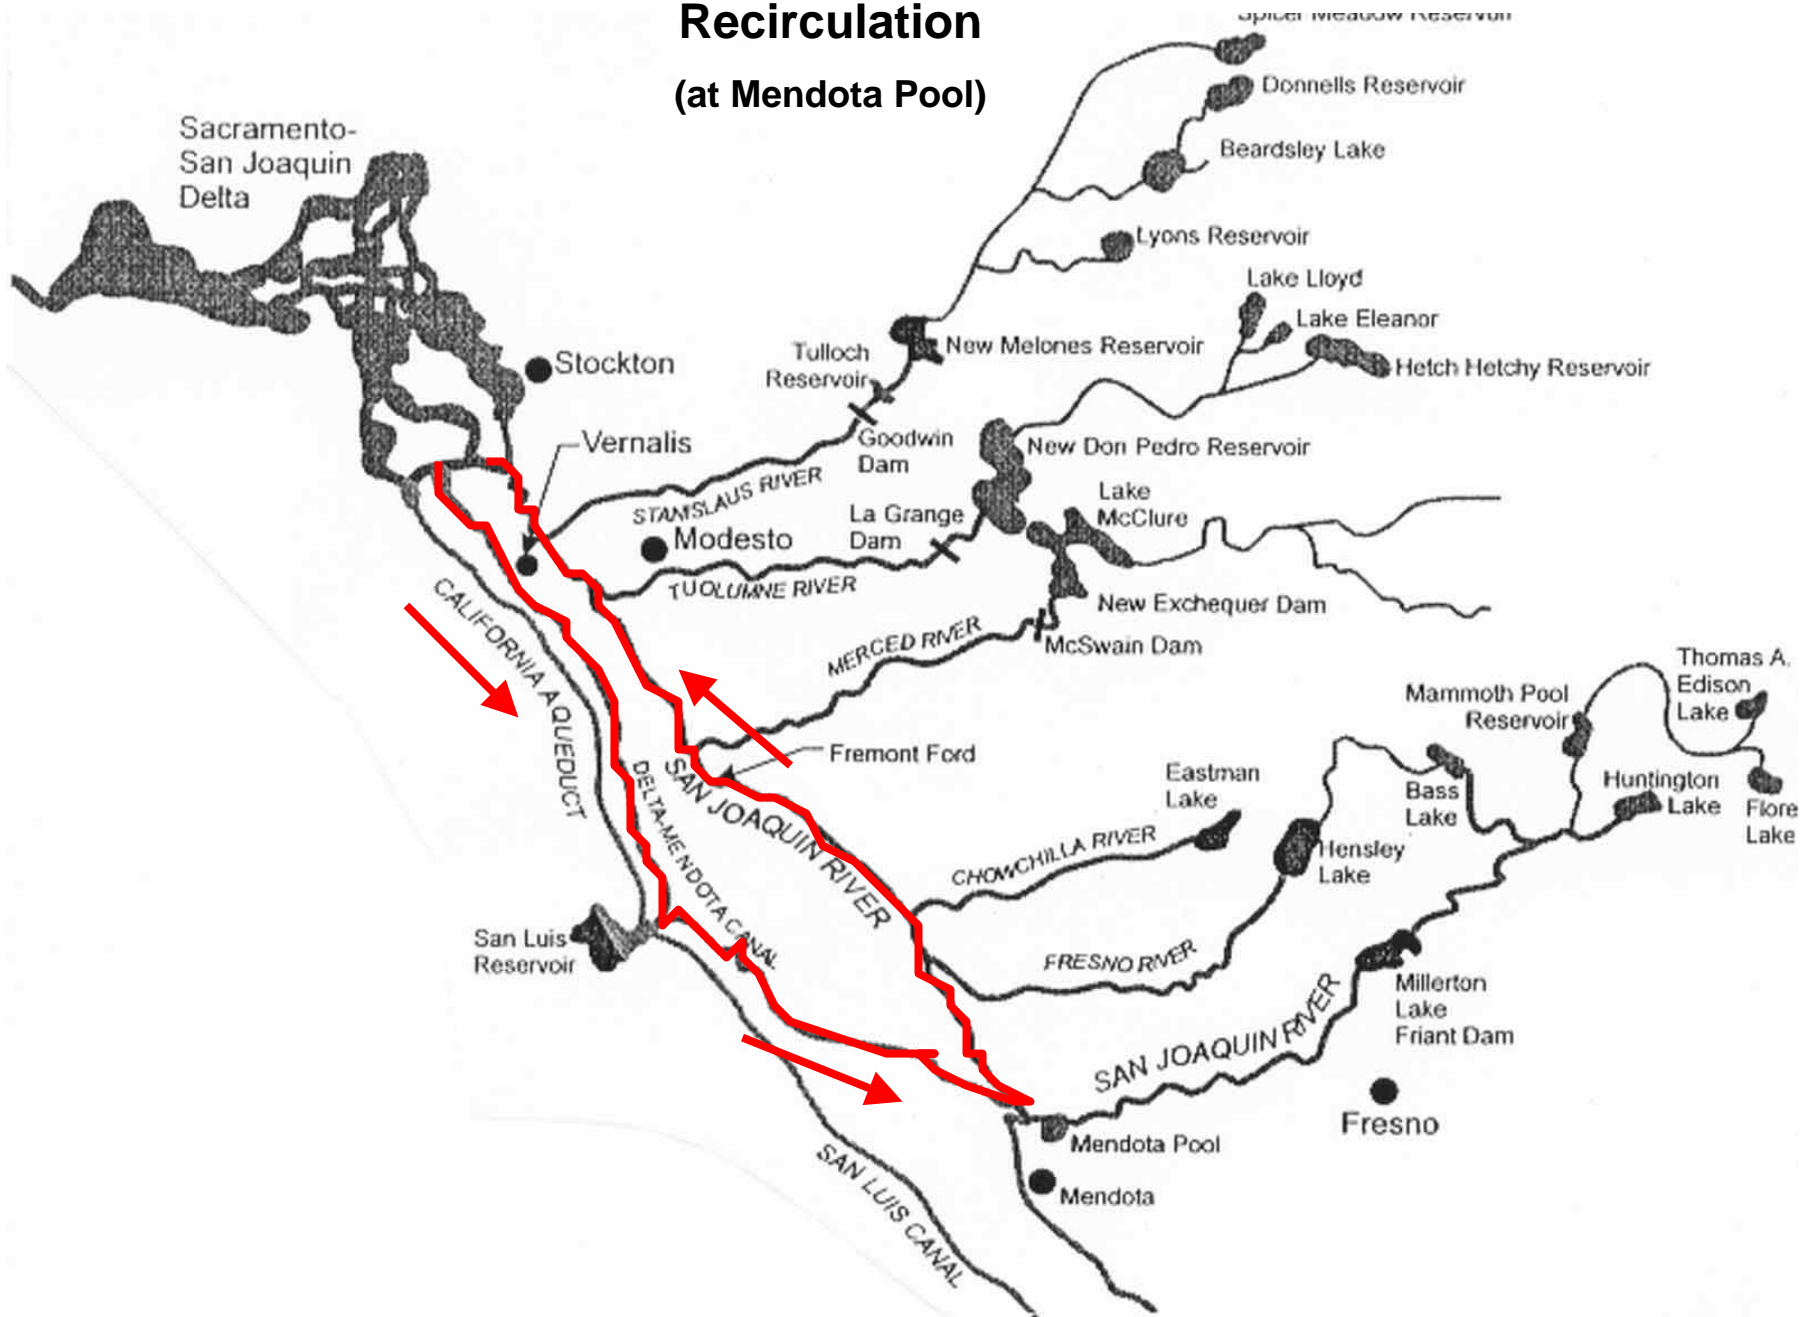 Recirculation
(at Mendota Pool)
Spicer Meadow Reservoir
Donnells Reservoir
Beardsley Lake
Sacramento-
San Joaquin
Delta
Lyons Reservoir
Lake Lloyd
Lake Eleanor
Hetch Hetchy Reservoir
New Melones Reservoir
Tulloch
Reservoir
Stockton
Vernalis
Goodwin
Dam
New Don Pedro Reservoir
STANISLAUS RIVER
Lake
McClure
La Grange
Dam
Modesto
TUOLUMNE RIVER
New Exchequer Dam
CALIFORNIA AQUEDUCT
MERCED RIVER
McSwain Dam
Thomas A.
Edison
Lake
Mammoth Pool
Reservoir
Fremont Ford
Eastman
Lake
Bass
Lake
Huntington
Lake
Flore
Lake
DELTA-MENDOTA CANAL
SAN JOAQUIN RIVER
CHOWCHILLA RIVER
Hensley
Lake
San Luis
Reservoir
FRESNO RIVER
Millerton
Lake
Friant Dam
SAN JOAQUIN RIVER
Fresno
Mendota Pool
Mendota
SAN LUIS CANAL